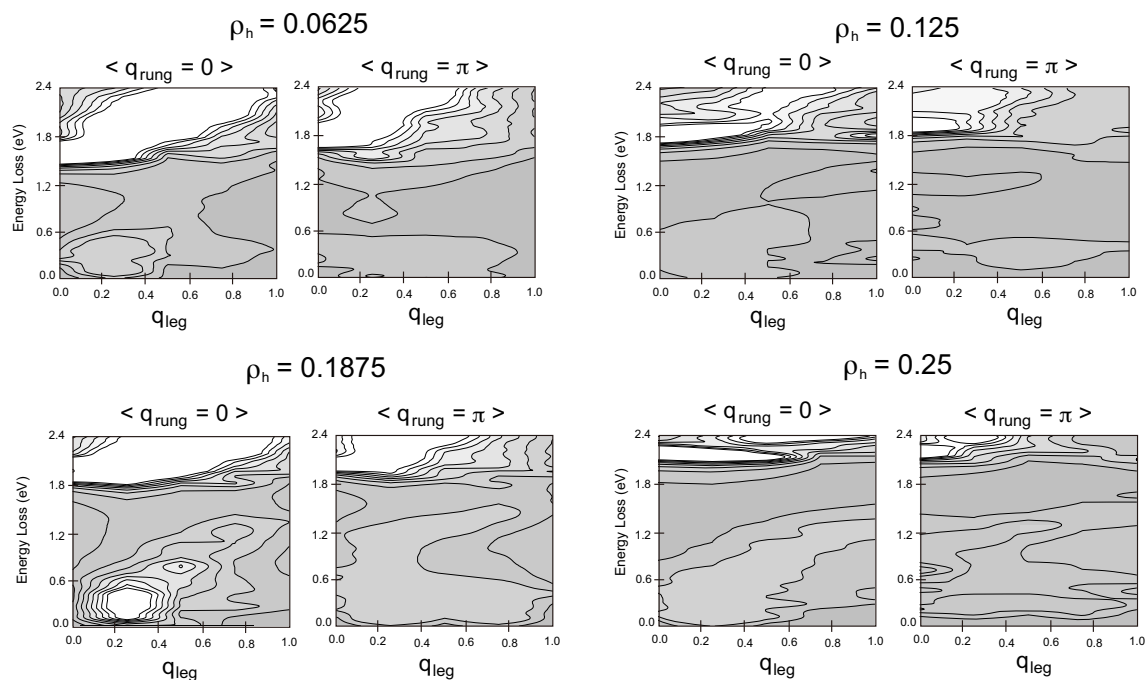 ρh = 0.0625
< qrung = 0 >
< qrung = π >
Energy Loss (eV)
2.4
1.8
1.2
0.6
0.0
0.0 0.2 0.4 0.6 0.8 1.0
qleg
2.4
1.8
1.2
0.6
0.0
0.0 0.2 0.4 0.6 0.8 1.0
qleg
ρh = 0.125
< qrung = 0 >
< qrung = π >
Energy Loss (eV)
2.4
1.8
1.2
0.6
0.0
0.0 0.2 0.4 0.6 0.8 1.0
qleg
2.4
1.8
1.2
0.6
0.0
0.0 0.2 0.4 0.6 0.8 1.0
qleg
ρh = 0.1875
< qrung = 0 >
< qrung = π >
Energy Loss (eV)
2.4
1.8
1.2
0.6
0.0
0.0 0.2 0.4 0.6 0.8 1.0
qleg
2.4
1.8
1.2
0.6
0.0
0.0 0.2 0.4 0.6 0.8 1.0
qleg
ρh = 0.25
< qrung = 0 >
< qrung = π >
Energy Loss (eV)
2.4
1.8
1.2
0.6
0.0
0.0 0.2 0.4 0.6 0.8 1.0
qleg
2.4
1.8
1.2
0.6
0.0
0.0 0.2 0.4 0.6 0.8 1.0
qleg